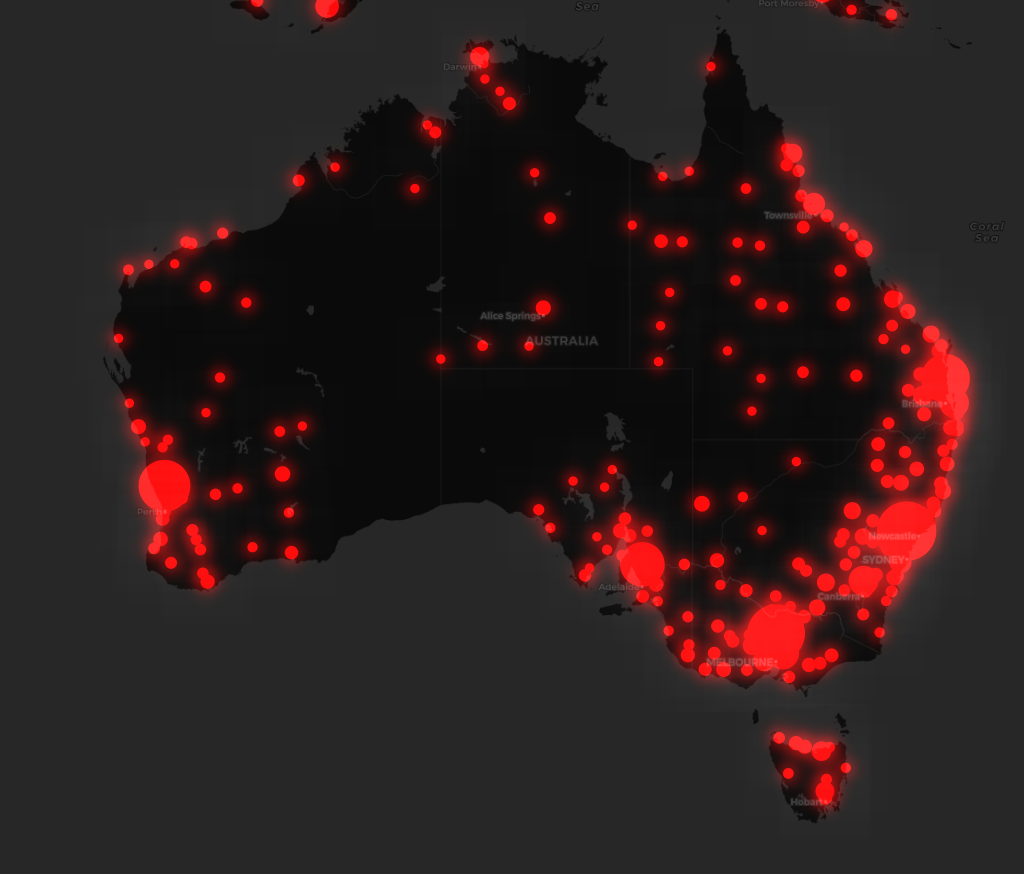 Sea
Port Moresby
Darwin
Coral
Sea
Townsville
Alice Springs
AUSTRALIA
Brisbane
Perth
Newcastle
SYDNEY
Adelaide
Canberra
MELBOURNE
Hobart